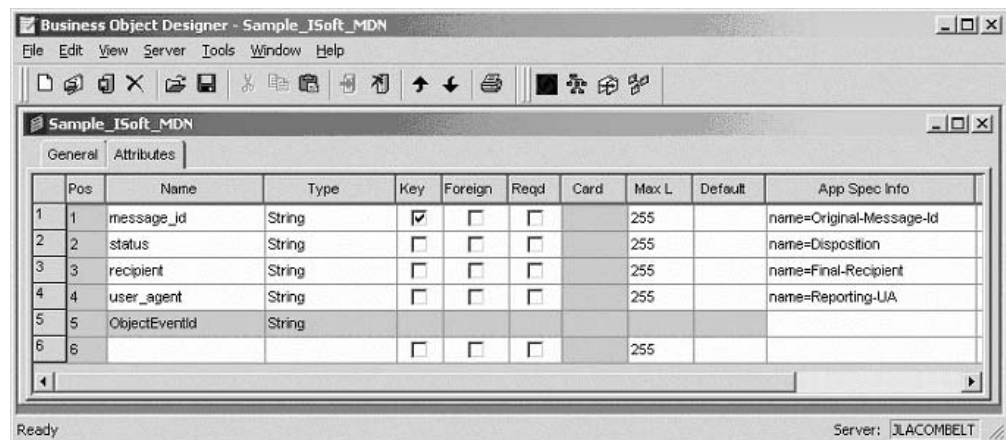 Business Object Designer - Sample_ISoft_MDN
File Edit View Server Tools Window Help
Sample_ISoft_MDN
General Attributes
Pos Name Type Key Foreign Reqd Card Max L Default App Spec Info
1 1 message_id String 255 name=Original-Message-Id
2 2 status String 255 name=Disposition
3 3 recipient String 255 name=Final-Recipient
4 4 user_agent String 255 name=Reporting-UA
5 5 ObjectEventId String
6 6 255
Ready Server: JLACOMBELT